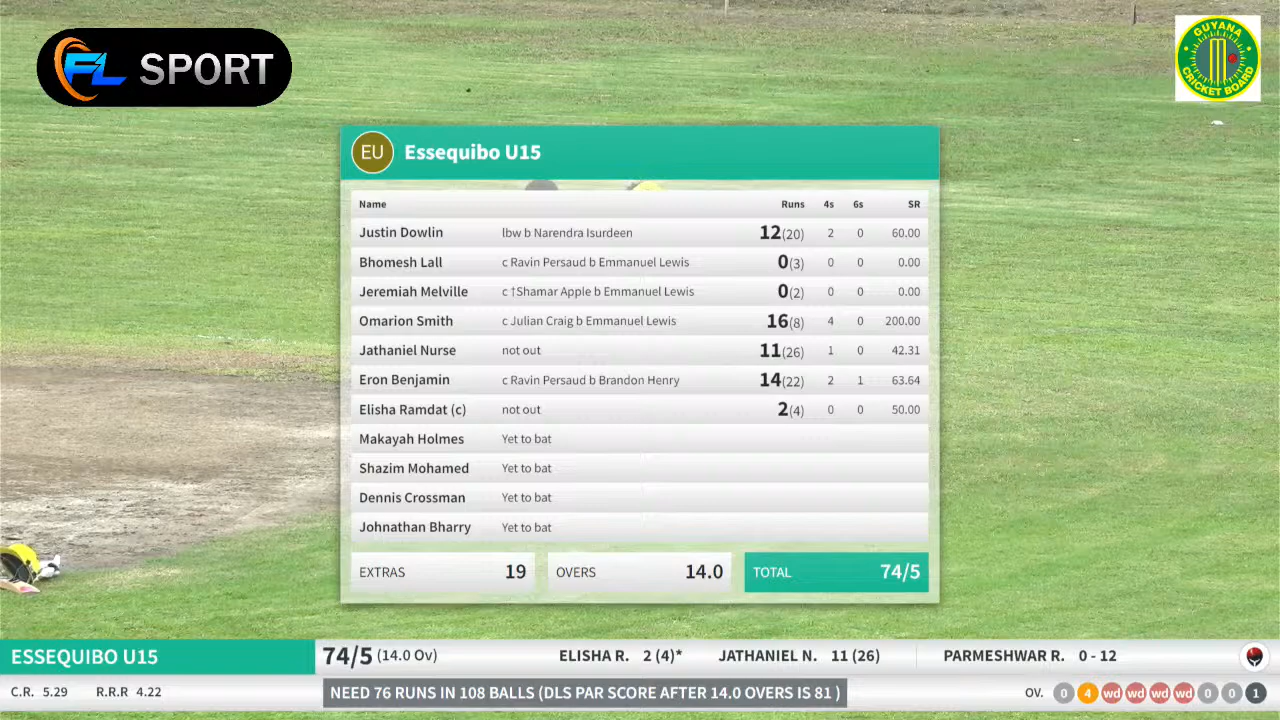 FL SPORT
GUYANA
CRICKET BOARD
EU Essequibo U15
Name Runs 4s 6s SR
Justin Dowlin lbw b Narendra Isurdeen 12(20) 2 0 60.00
Bhomesh Lall c Ravin Persaud b Emmanuel Lewis 0(3) 0 0 0.00
Jeremiah Melville c †Shamar Apple b Emmanuel Lewis 0(2) 0 0 0.00
Omarion Smith c Julian Craig b Emmanuel Lewis 16(8) 4 0 200.00
Jathaniel Nurse not out 11(26) 1 0 42.31
Eron Benjamin c Ravin Persaud b Brandon Henry 14(22) 2 1 63.64
Elisha Ramdat (c) not out 2(4) 0 0 50.00
Makayah Holmes Yet to bat
Shazim Mohamed Yet to bat
Dennis Crossman Yet to bat
Johnathan Bharry Yet to bat
EXTRAS 19 OVERS 14.0 TOTAL 74/5
ESSEQUIBO U15 74/5 (14.0 Ov) ELISHA R. 2 (4)* JATHANIEL N. 11 (26) PARMESHWAR R. 0 - 12
C.R. 5.29 R.R.R 4.22 NEED 76 RUNS IN 108 BALLS (DLS PAR SCORE AFTER 14.0 OVERS IS 81 ) OV. 0 4 wd wd wd wd 0 0 1